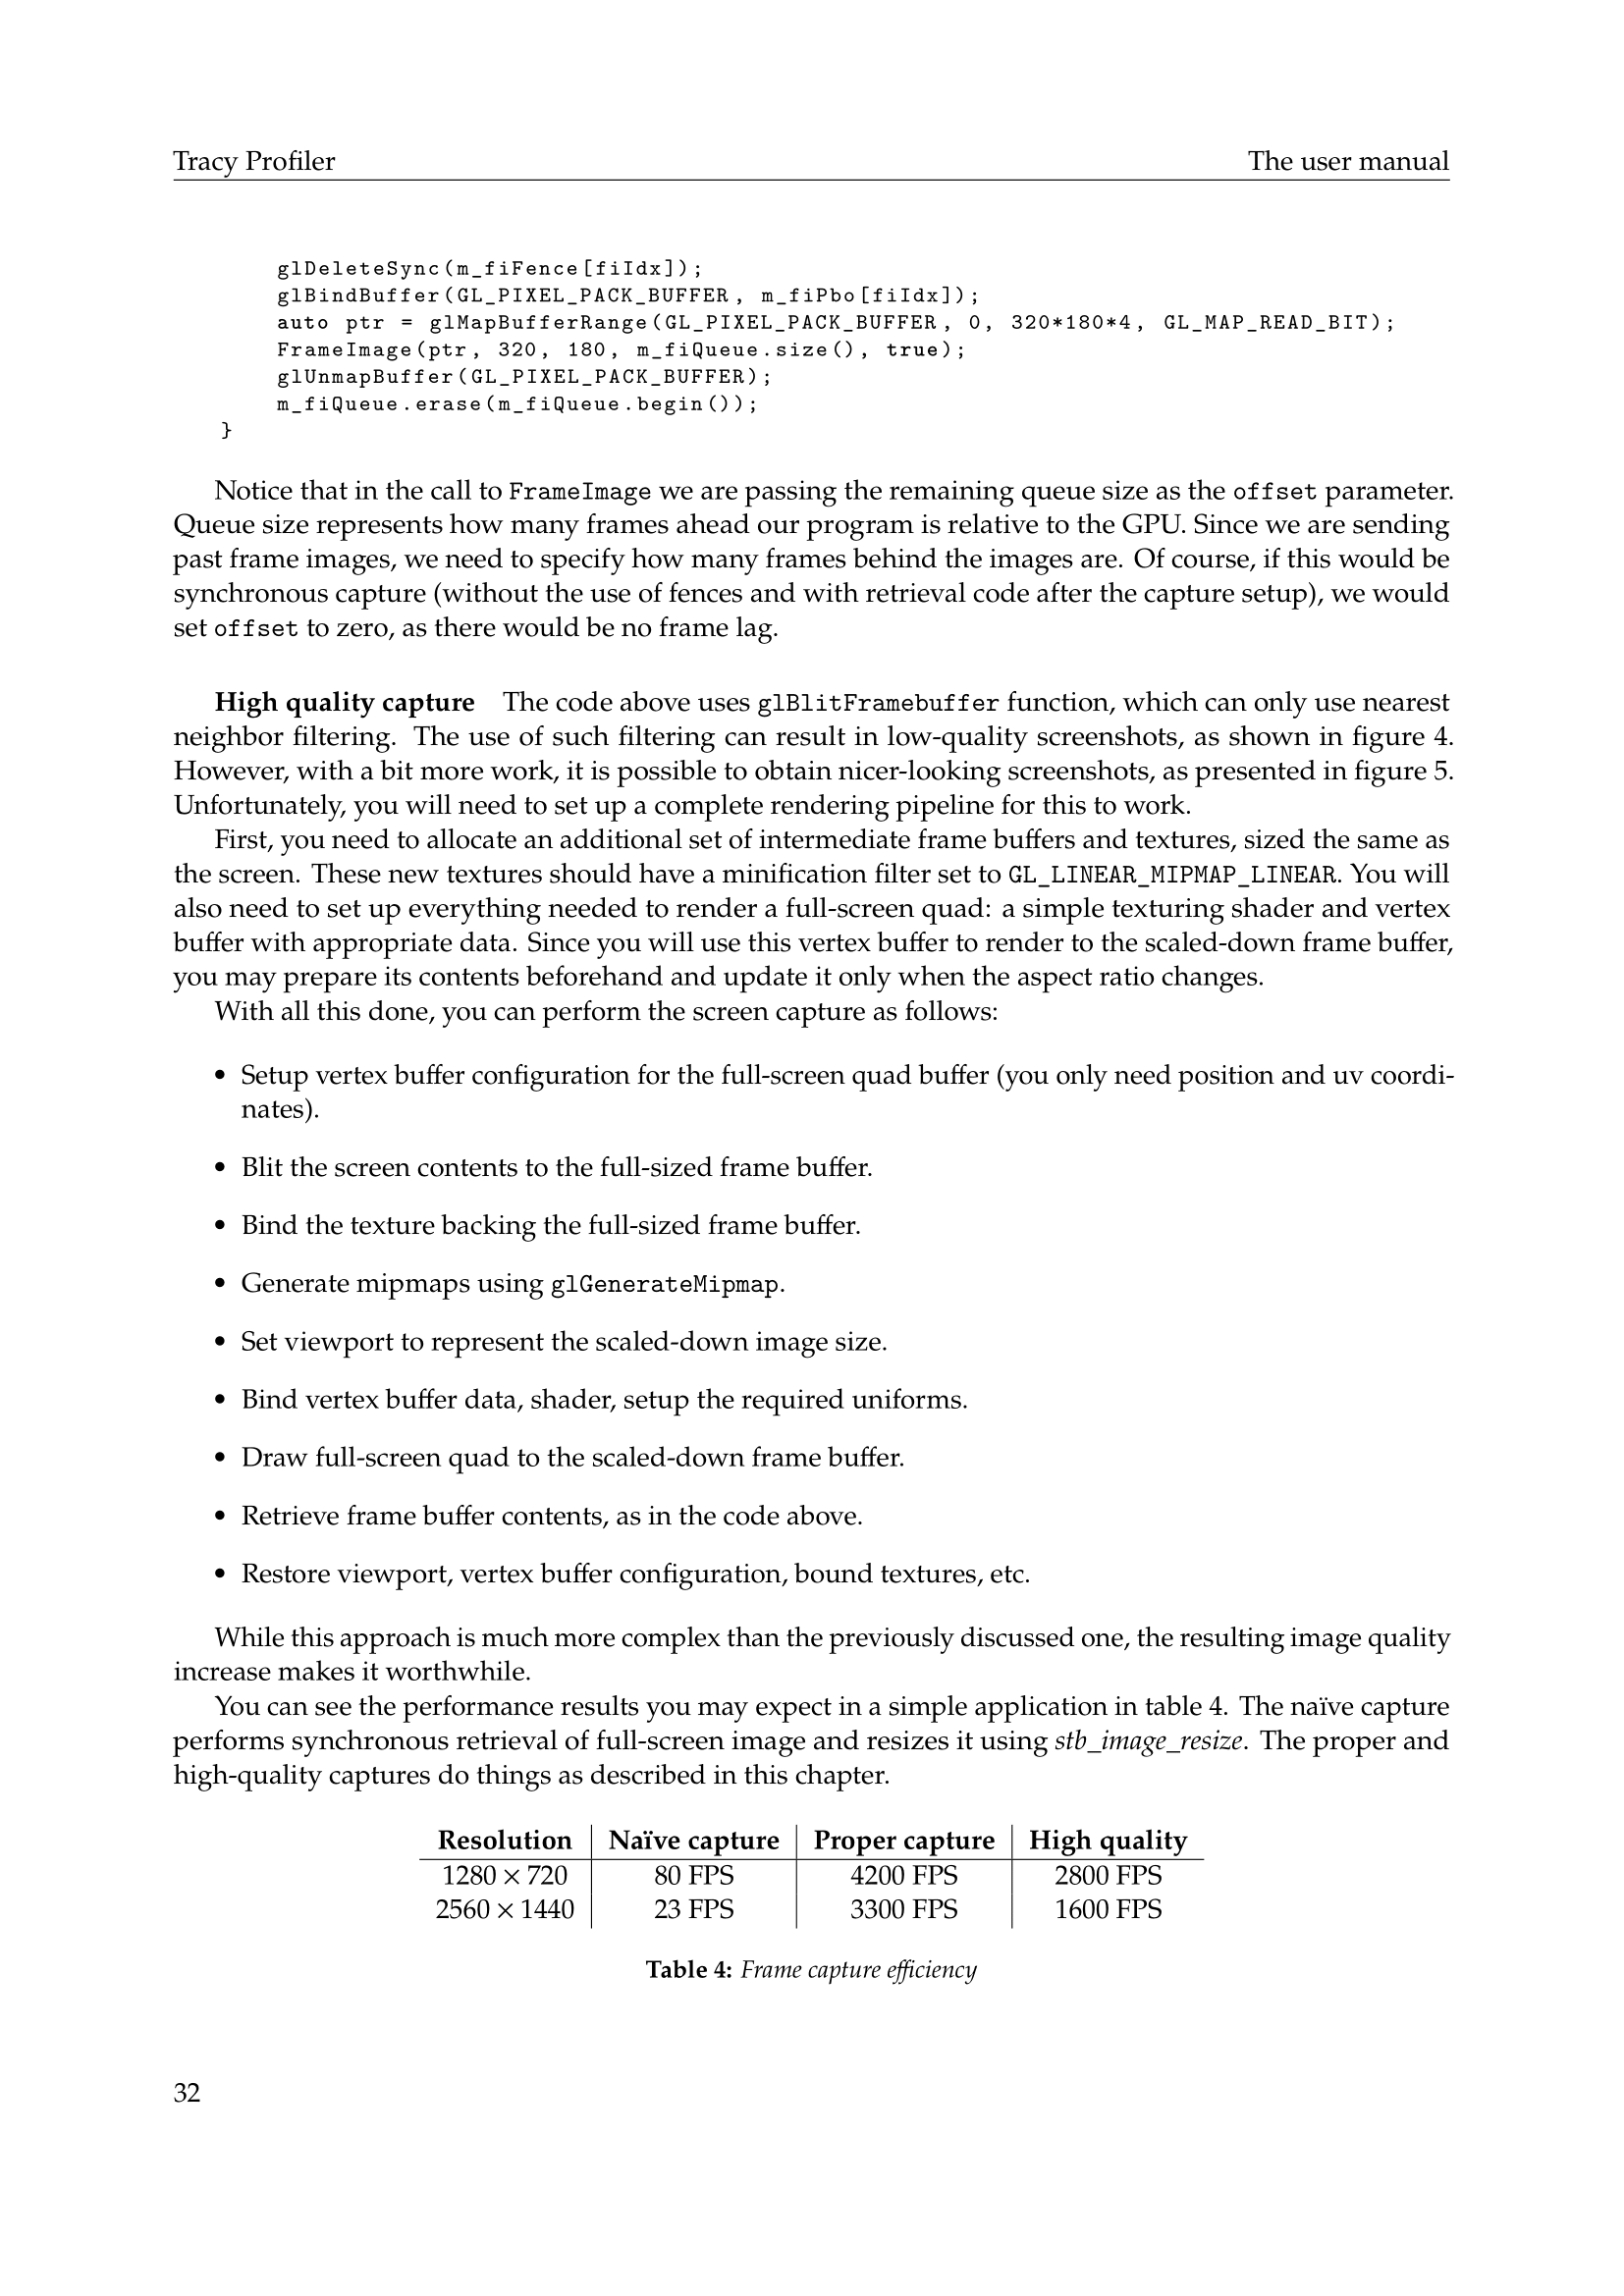 Tracy Profiler The user manual
glDeleteSync(m_fiFence[fiIdx]);
glBindBuffer(GL_PIXEL_PACK_BUFFER, m_fiPbo[fiIdx]);
auto ptr = glMapBufferRange(GL_PIXEL_PACK_BUFFER, 0, 320*180*4, GL_MAP_READ_BIT);
FrameImage(ptr, 320, 180, m_fiQueue.size(), true);
glUnmapBuffer(GL_PIXEL_PACK_BUFFER);
m_fiQueue.erase(m_fiQueue.begin());
}
Notice that in the call to FrameImage we are passing the remaining queue size as the offset parameter.
Queue size represents how many frames ahead our program is relative to the GPU. Since we are sending
past frame images, we need to specify how many frames behind the images are. Of course, if this would be
synchronous capture (without the use of fences and with retrieval code after the capture setup), we would
set offset to zero, as there would be no frame lag.
High quality capture The code above uses glBlitFramebuffer function, which can only use nearest
neighbor filtering. The use of such filtering can result in low-quality screenshots, as shown in figure 4.
However, with a bit more work, it is possible to obtain nicer-looking screenshots, as presented in figure 5.
Unfortunately, you will need to set up a complete rendering pipeline for this to work.
First, you need to allocate an additional set of intermediate frame buffers and textures, sized the same as
the screen. These new textures should have a minification filter set to GL_LINEAR_MIPMAP_LINEAR. You will
also need to set up everything needed to render a full-screen quad: a simple texturing shader and vertex
buffer with appropriate data. Since you will use this vertex buffer to render to the scaled-down frame buffer,
you may prepare its contents beforehand and update it only when the aspect ratio changes.
With all this done, you can perform the screen capture as follows:
• Setup vertex buffer configuration for the full-screen quad buffer (you only need position and uv coordi-
nates).
• Blit the screen contents to the full-sized frame buffer.
• Bind the texture backing the full-sized frame buffer.
• Generate mipmaps using glGenerateMipmap.
• Set viewport to represent the scaled-down image size.
• Bind vertex buffer data, shader, setup the required uniforms.
• Draw full-screen quad to the scaled-down frame buffer.
• Retrieve frame buffer contents, as in the code above.
• Restore viewport, vertex buffer configuration, bound textures, etc.
While this approach is much more complex than the previously discussed one, the resulting image quality
increase makes it worthwhile.
You can see the performance results you may expect in a simple application in table 4. The naïve capture
performs synchronous retrieval of full-screen image and resizes it using stb_image_resize. The proper and
high-quality captures do things as described in this chapter.
Resolution Naïve capture Proper capture High quality
1280 × 720 80 FPS 4200 FPS 2800 FPS
2560 × 1440 23 FPS 3300 FPS 1600 FPS
Table 4: Frame capture efficiency
32